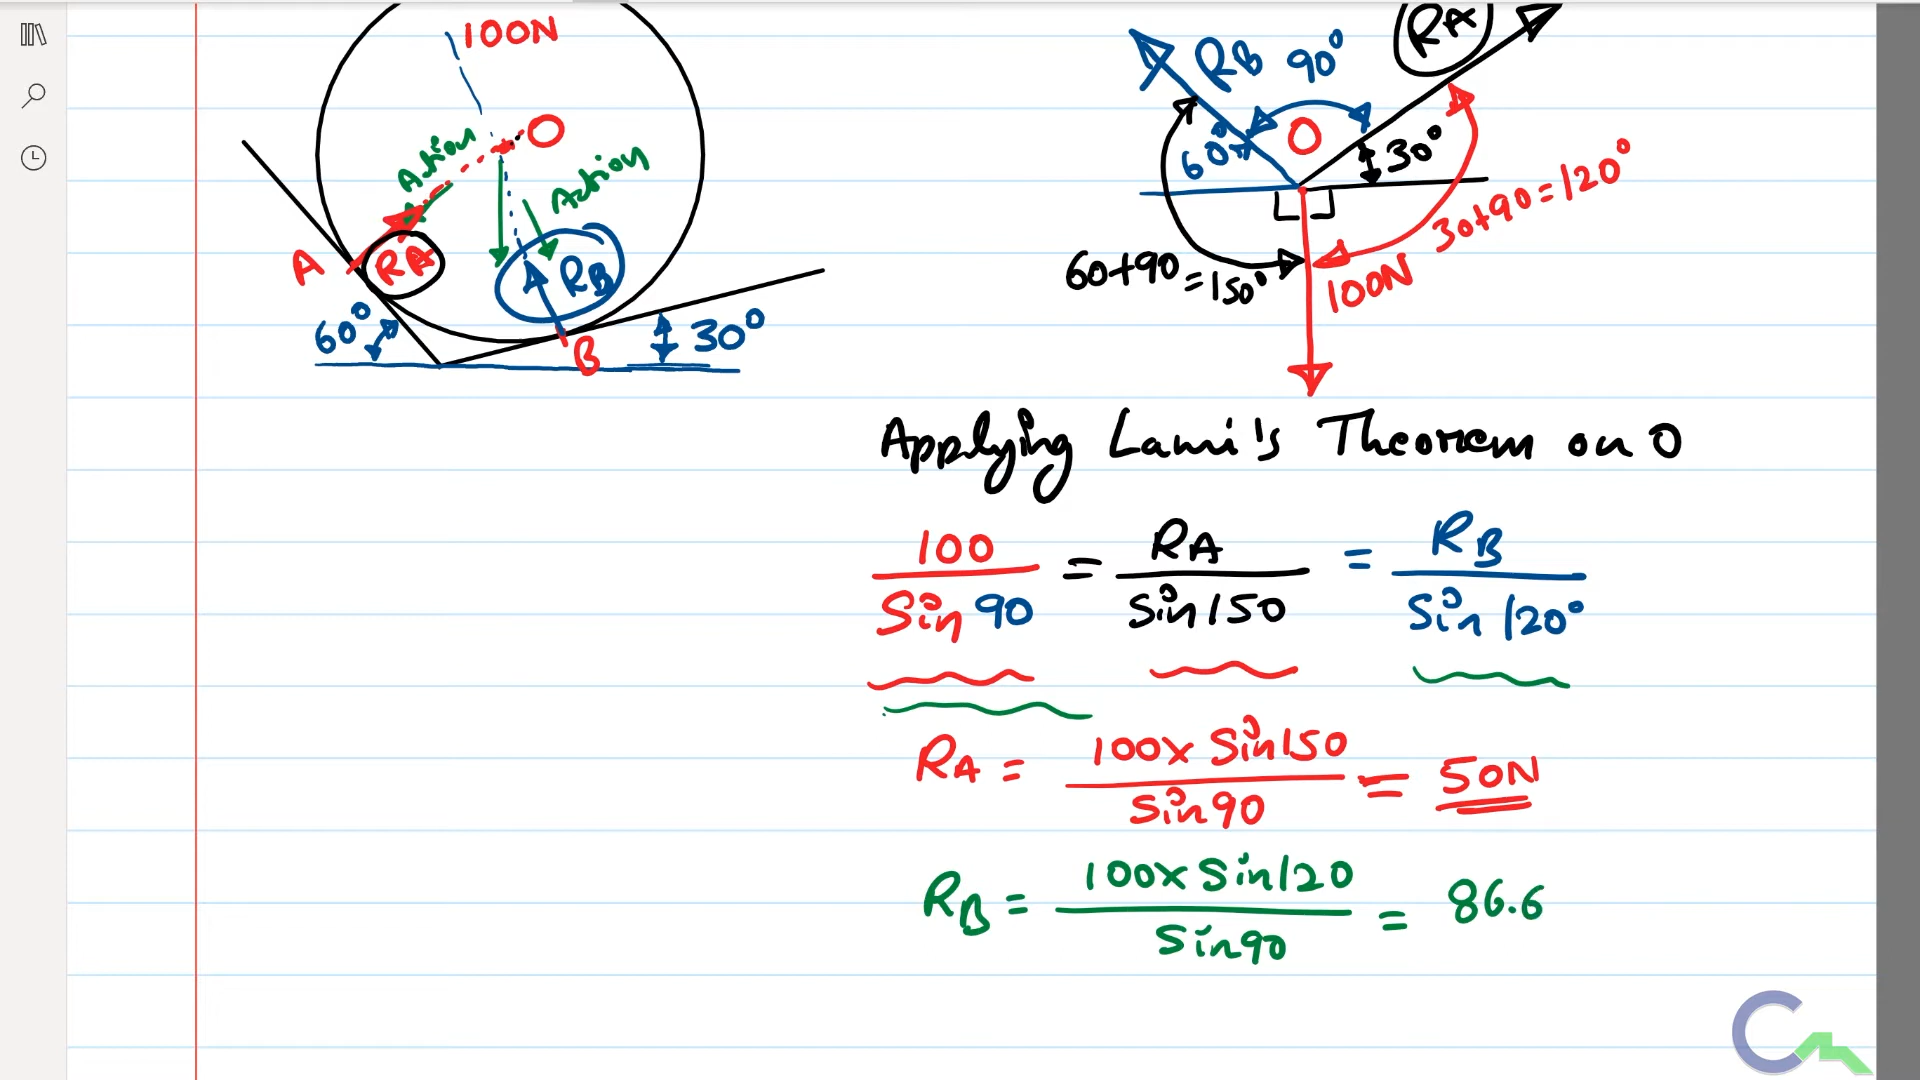 100N
O
Action
Action
A
RA
RB
60°
B
30°
RB
90°
RA
60°
O
30°
30+90=120°
60+90=150°
100N
Applying Lami's Theorem on O
100/Sin 90 = RA/Sin150 = RB/Sin 120°
RA = 100x Sin150/Sin90 = 50N
RB = 100x Sin120/Sin90 = 86.6